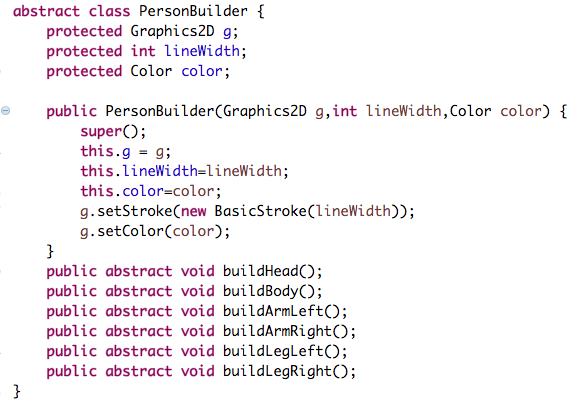 abstract class PersonBuilder {
    protected Graphics2D g;
    protected int lineWidth;
    protected Color color;

    public PersonBuilder(Graphics2D g,int lineWidth,Color color) {
        super();
        this.g = g;
        this.lineWidth=lineWidth;
        this.color=color;
        g.setStroke(new BasicStroke(lineWidth));
        g.setColor(color);
    }
    public abstract void buildHead();
    public abstract void buildBody();
    public abstract void buildArmLeft();
    public abstract void buildArmRight();
    public abstract void buildLegLeft();
    public abstract void buildLegRight();
}